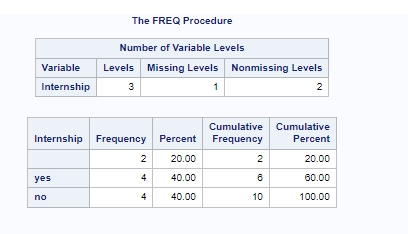 The FREQ Procedure
Number of Variable Levels
Variable Levels Missing Levels Nonmissing Levels
Internship 3 1 2
Internship Frequency Percent Cumulative Frequency Cumulative Percent
2 20.00 2 20.00
yes 4 40.00 6 60.00
no 4 40.00 10 100.00